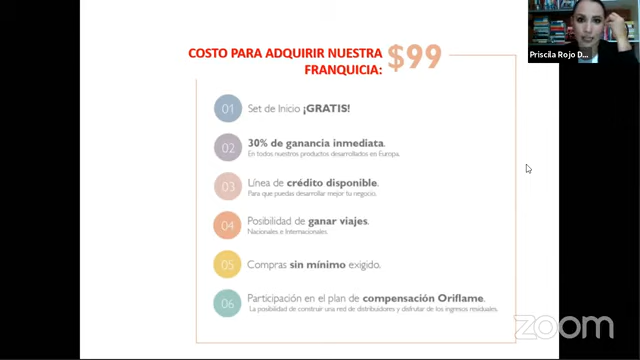 COSTO PARA ADQUIRIR NUESTRA
FRANQUICIA:
$99
01 Set de Inicio ¡GRATIS!
02 30% de ganancia inmediata.
En todos nuestros productos desarrollados en Europa.
03 Línea de crédito disponible.
Para que puedas desarrollar mejor tu negocio.
04 Posibilidad de ganar viajes.
Nacionales e Internacionales.
05 Compras sin mínimo exigido.
06 Participación en el plan de compensación Oriflame.
La posibilidad de construir una red de distribuidores y disfrutar de los ingresos residuales.
Priscila Rojo D...
zoom